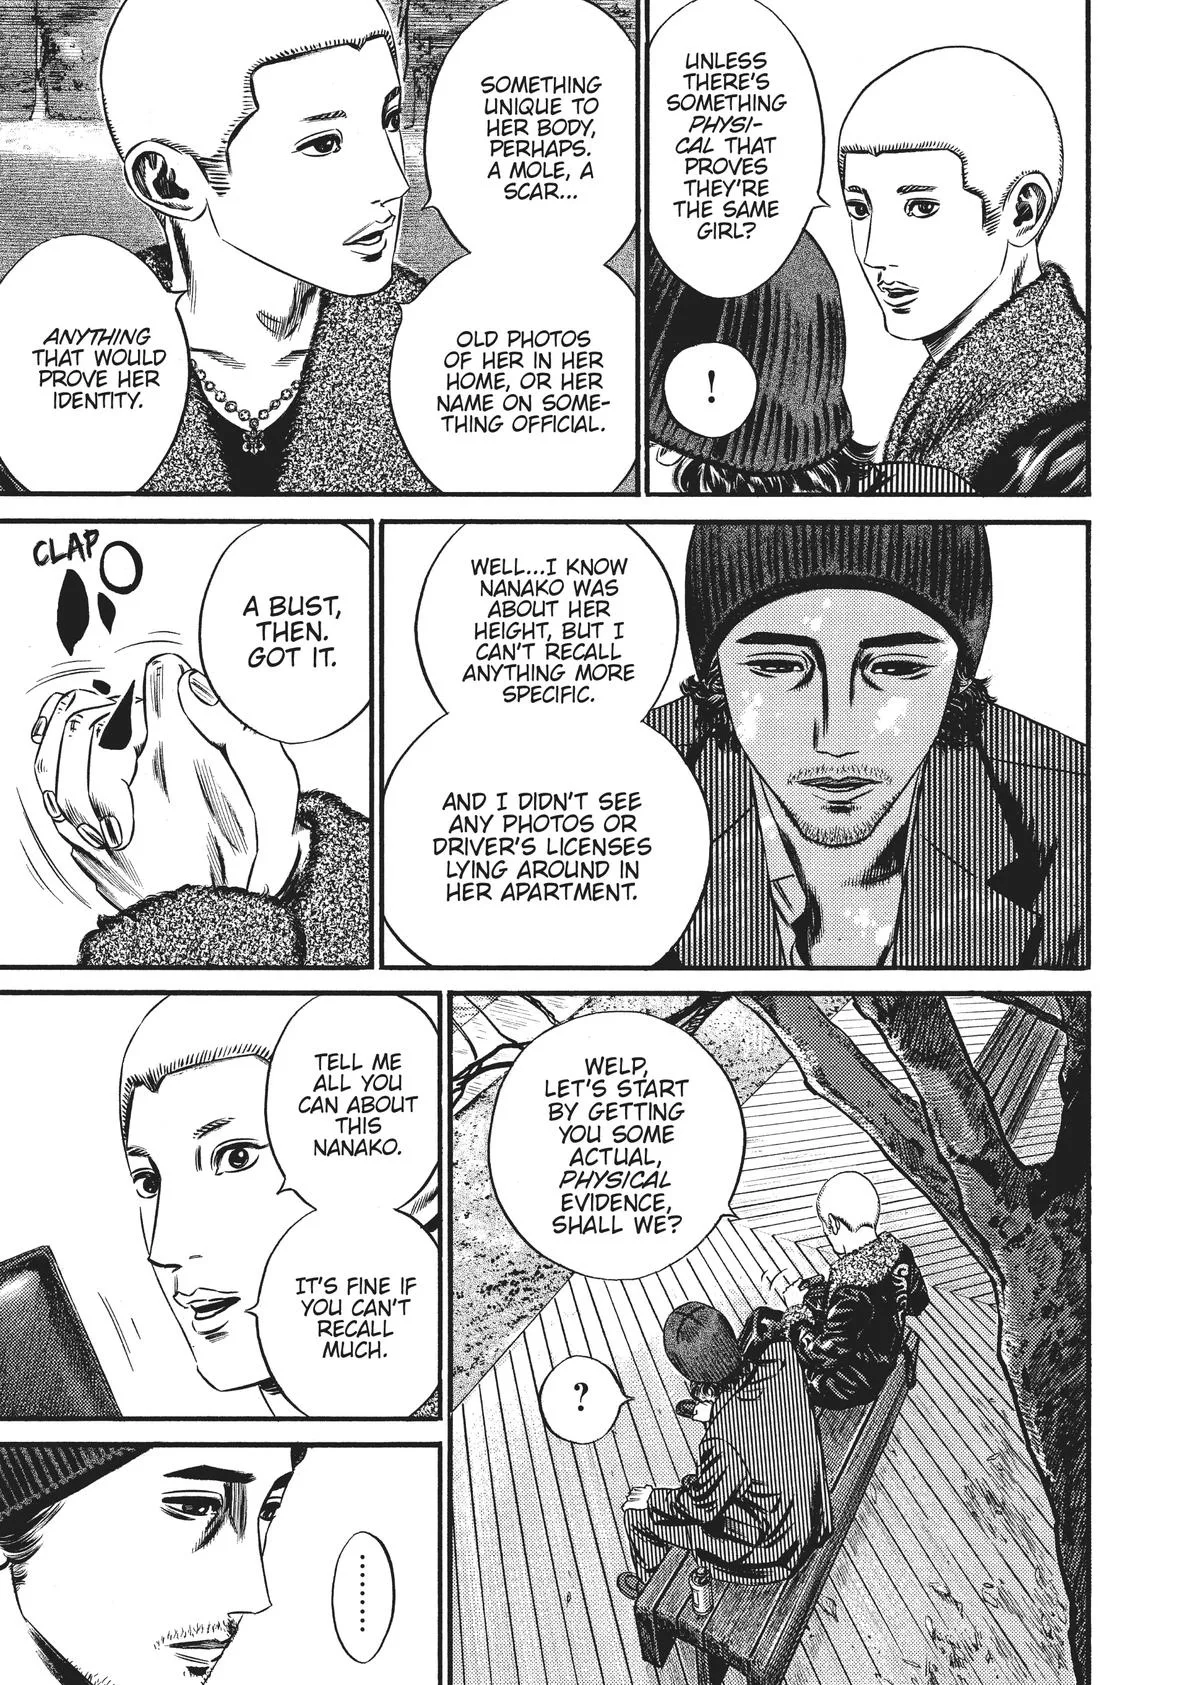 UNLESS
THERE'S
SOMETHING
PHYSI-
CAL THAT
PROVES
THEY'RE
THE SAME
GIRL?
!
SOMETHING
UNIQUE TO
HER BODY,
PERHAPS.
A MOLE, A
SCAR...
OLD PHOTOS
OF HER IN HER
HOME, OR HER
NAME ON SOME-
THING OFFICIAL.
ANYTHING
THAT WOULD
PROVE HER
IDENTITY.
WELL...I KNOW
NANAKO WAS
ABOUT HER
HEIGHT, BUT I
CAN'T RECALL
ANYTHING MORE
SPECIFIC.
AND I DIDN'T SEE
ANY PHOTOS OR
DRIVER'S LICENSES
LYING AROUND IN
HER APARTMENT.
A BUST,
THEN.
GOT IT.
CLAP
WELP,
LET'S START
BY GETTING
YOU SOME
ACTUAL,
PHYSICAL
EVIDENCE,
SHALL WE?
?
TELL ME
ALL YOU
CAN ABOUT
THIS
NANAKO.
IT'S FINE IF
YOU CAN'T
RECALL
MUCH.
.........